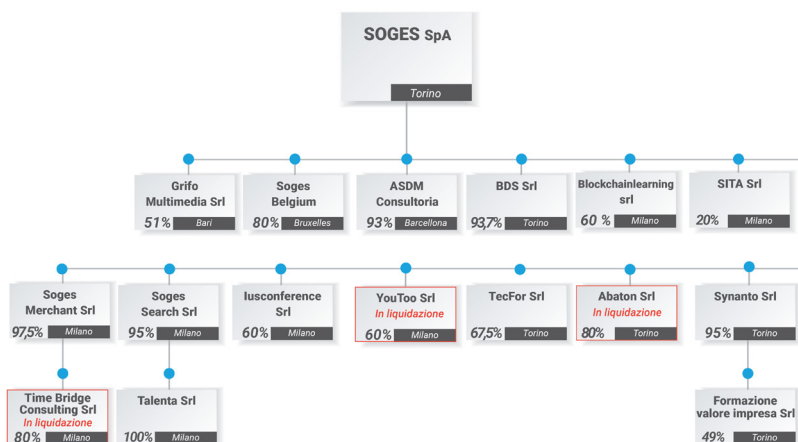 SOGES SpA
Torino
Grifo
Multimedia Srl
51% Bari
Soges
Belgium
80% Bruxelles
ASDM
Consultoria
93% Barcellona
BDS Srl
93,7% Torino
Blockchainlearning
srl
60 % Milano
SITA Srl
20% Milano
Soges
Merchant Srl
97,5% Milano
Soges
Search Srl
95% Milano
Iusconference
Srl
60% Milano
YouToo Srl
In liquidazione
60% Milano
TecFor Srl
67,5% Torino
Abaton Srl
In liquidazione
80% Torino
Synanto Srl
95% Torino
Time Bridge
Consulting Srl
In liquidazione
80% Milano
Talenta Srl
100% Milano
Formazione
valore impresa Srl
49% Torino